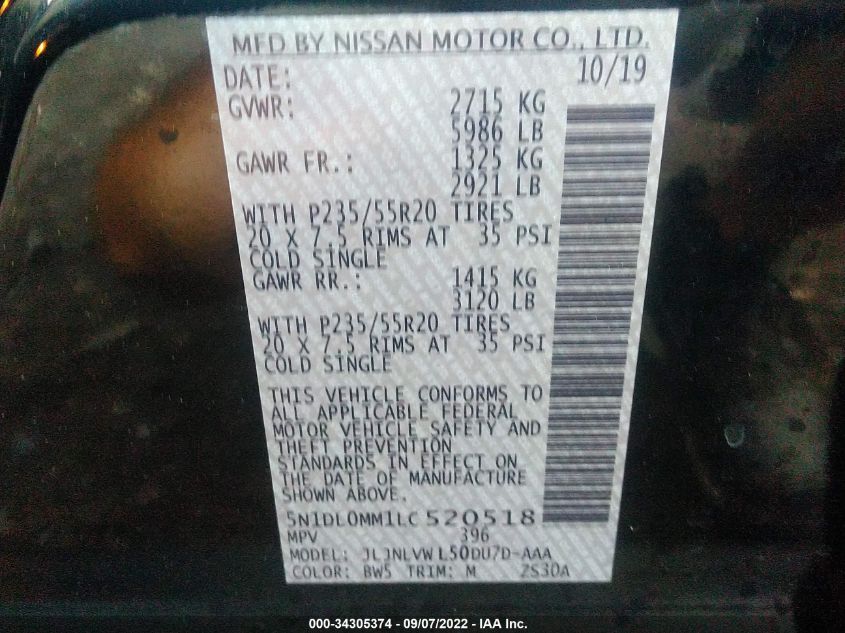 MFD BY NISSAN MOTOR CO., LTD.
DATE: 10/19
GVWR: 2715 KG
5986 LB
GAWR FR.: 1325 KG
2921 LB
WITH P235/55R20 TIRES
20 X 7.5 RIMS AT 35 PSI
COLD SINGLE
GAWR RR.: 1415 KG
3120 LB
WITH P235/55R20 TIRES
20 X 7.5 RIMS AT 35 PSI
COLD SINGLE
THIS VEHICLE CONFORMS TO
ALL APPLICABLE FEDERAL
MOTOR VEHICLE SAFETY AND
THEFT PREVENTION
STANDARDS IN EFFECT ON
THE DATE OF MANUFACTURE
SHOWN ABOVE.
5N1DL0MM1LC520518
MPV 396
MODEL: JLJNLVWL50DU7D-AAA
COLOR: BW5 TRIM: M 2S30A
000-34305374 - 09/07/2022 - IAA Inc.